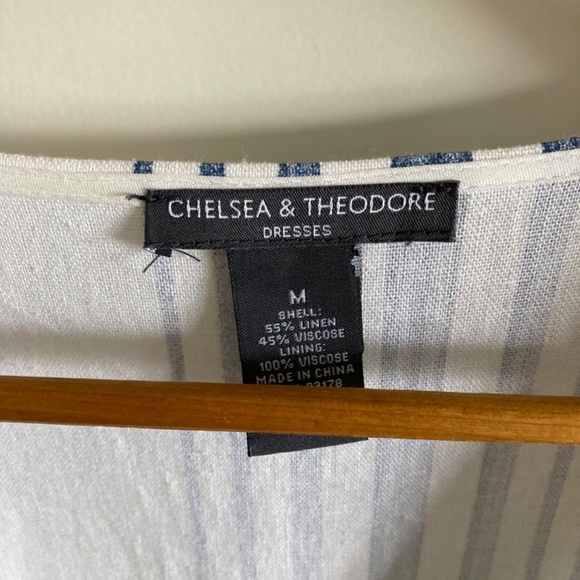 CHELSEA & THEODORE
DRESSES
M
SHELL:
55% LINEN
45% VISCOSE
LINING:
100% VISCOSE
MADE IN CHINA